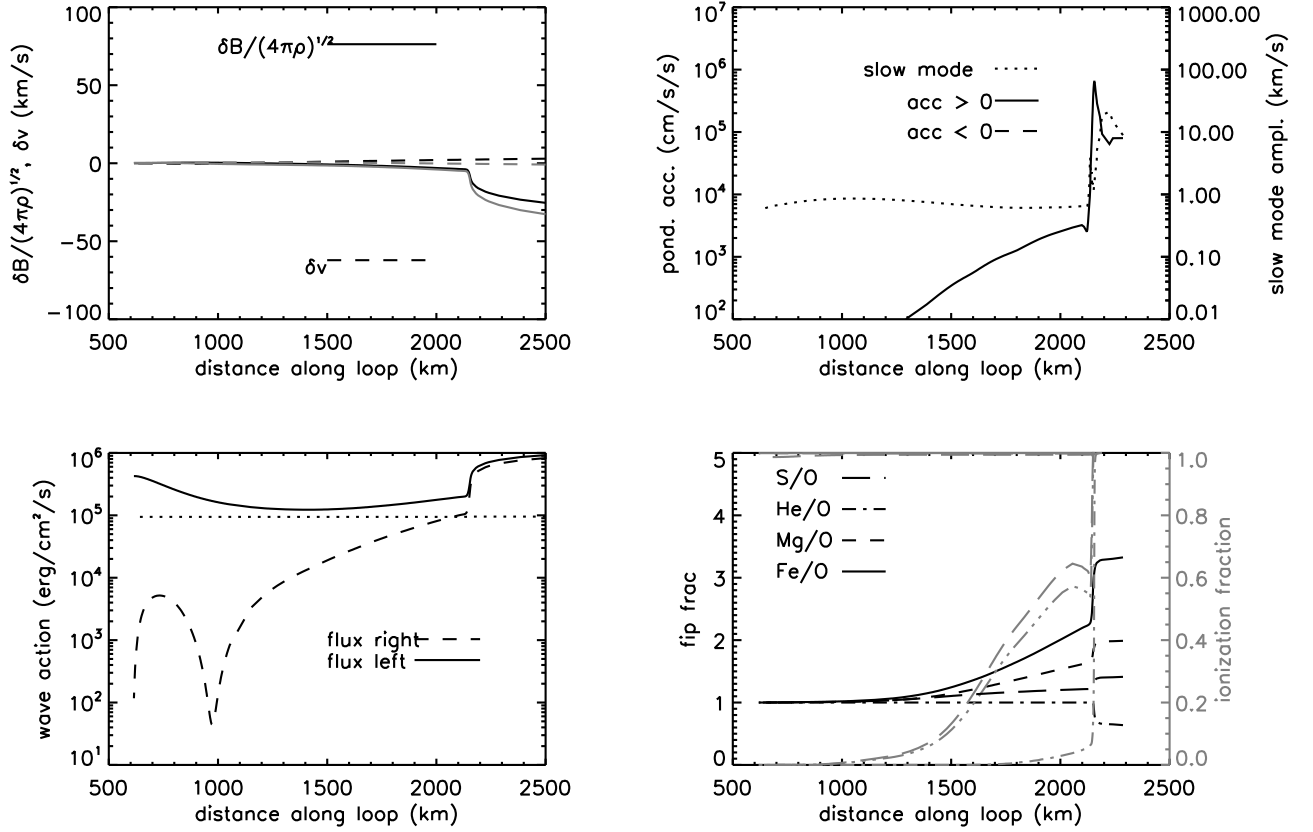 100
50
0
−50
−100
δB/(4πρ)^1/2, δv (km/s)
δB/(4πρ)^1/2
δv
500 1000 1500 2000 2500
distance along loop (km)
10^7
10^6
10^5
10^4
10^3
10^2
pond. acc. (cm/s/s)
slow mode
acc > 0
acc < 0
1000.00
100.00
10.00
1.00
0.10
0.01
slow mode ampl. (km/s)
500 1000 1500 2000 2500
distance along loop (km)
10^6
10^5
10^4
10^3
10^2
10^1
wave action (erg/cm^2/s)
flux right
flux left
500 1000 1500 2000 2500
distance along loop (km)
5
4
3
2
1
0
fip frac
S/O
He/O
Mg/O
Fe/O
1.0
0.8
0.6
0.4
0.2
0.0
ionization fraction
500 1000 1500 2000 2500
distance along loop (km)